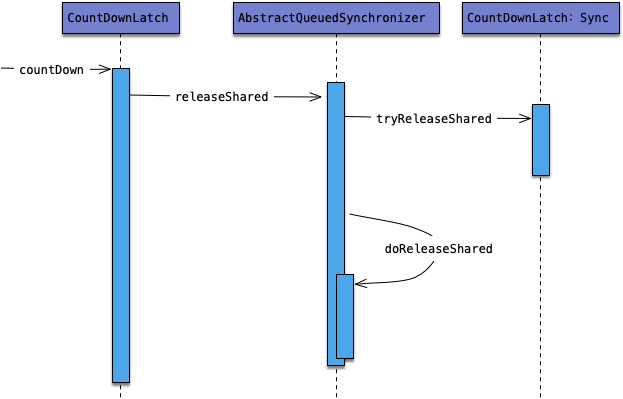 CountDownLatch
AbstractQueuedSynchronizer
CountDownLatch：Sync
countDown
releaseShared
tryReleaseShared
doReleaseShared